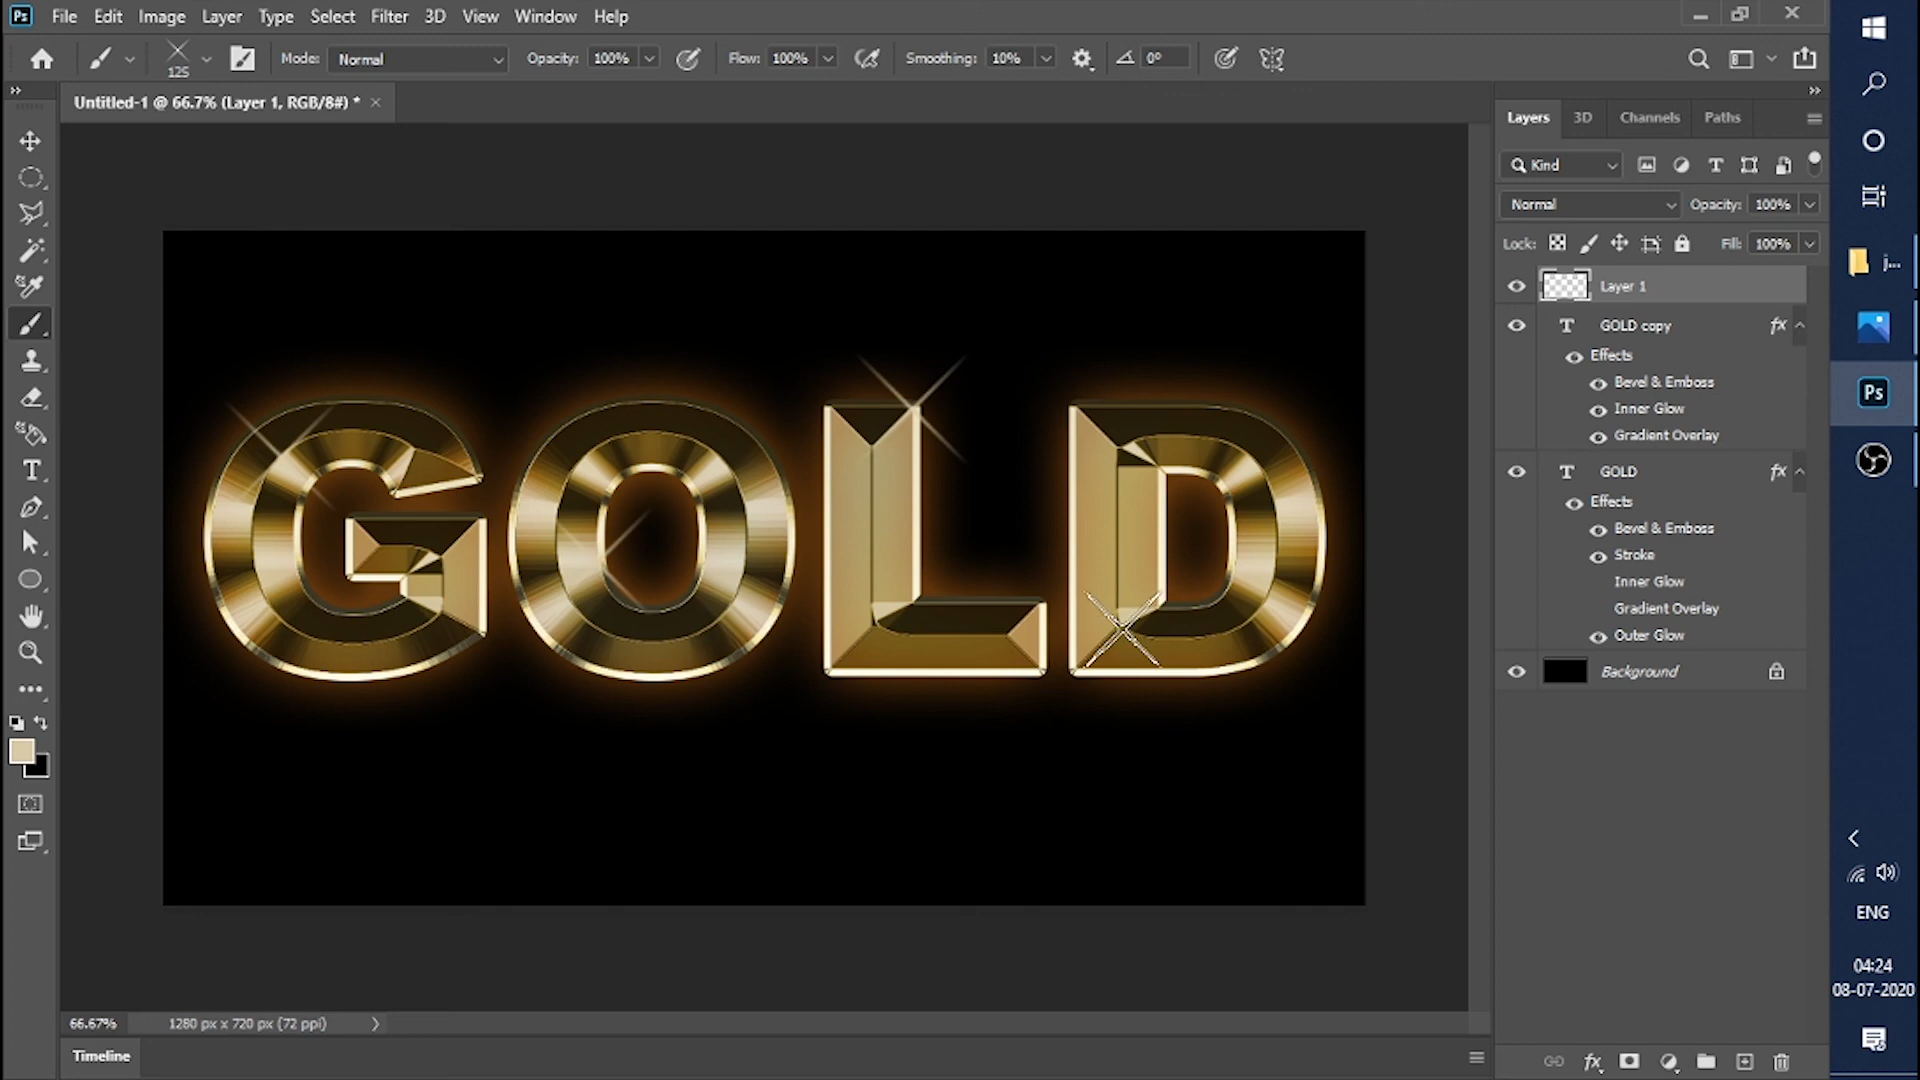 Ps File Edit Image Layer Type Select Filter 3D View Window Help
125 Mode: Normal Opacity: 100% Flow: 100% Smoothing: 10% 0°
Untitled-1 @ 66.7% (Layer 1, RGB/8#) *
GOLD
66.67% 1280 px x 720 px (72 ppi)
Timeline
Layers 3D Channels Paths
Kind
Normal Opacity: 100%
Lock: Fill: 100%
Layer 1
T GOLD copy fx
Effects
Bevel & Emboss
Inner Glow
Gradient Overlay
T GOLD fx
Effects
Bevel & Emboss
Stroke
Inner Glow
Gradient Overlay
Outer Glow
Background
fx
j...
Ps
ENG
04:24
08-07-2020